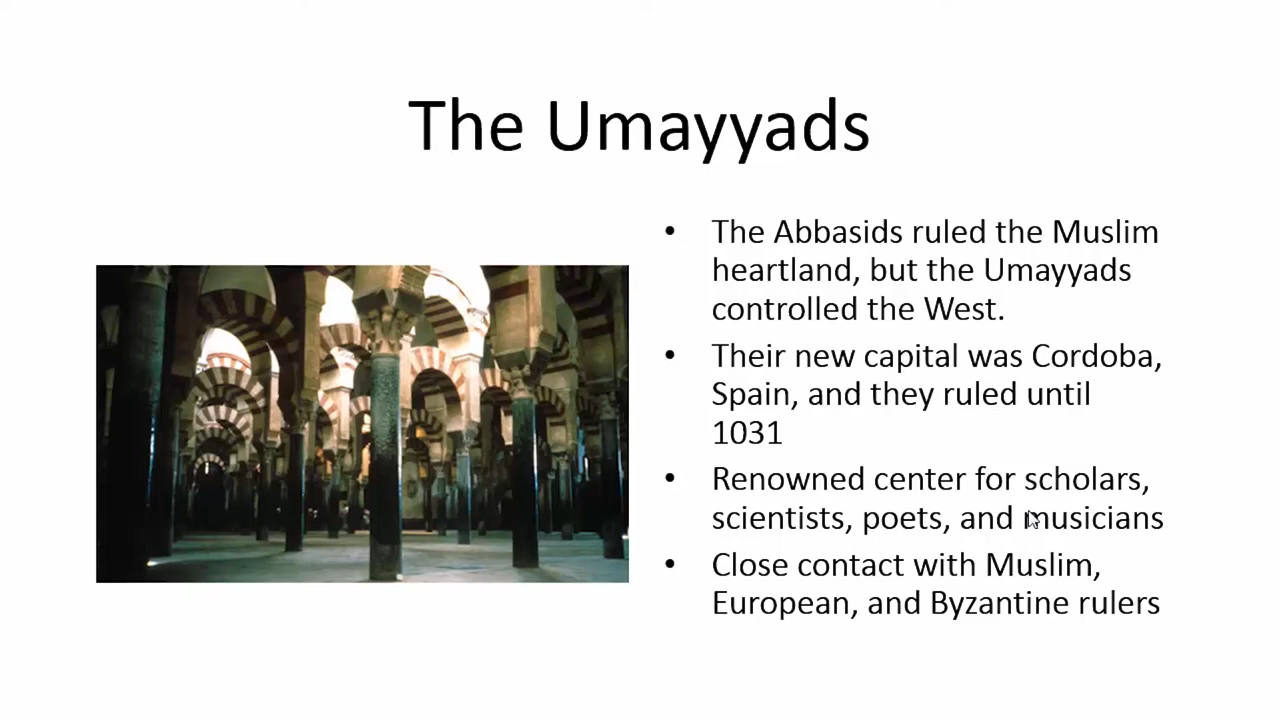 The Umayyads
• The Abbasids ruled the Muslim
heartland, but the Umayyads
controlled the West.
• Their new capital was Cordoba,
Spain, and they ruled until
1031
• Renowned center for scholars,
scientists, poets, and musicians
• Close contact with Muslim,
European, and Byzantine rulers